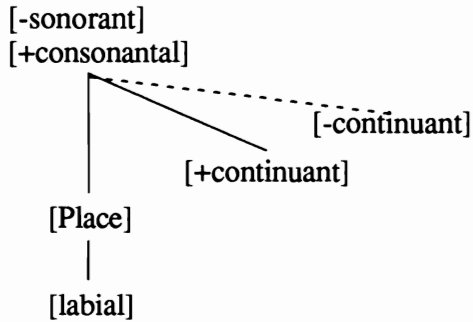 [-sonorant]
[+consonantal]
[-continuant]
[+continuant]
[Place]
[labial]